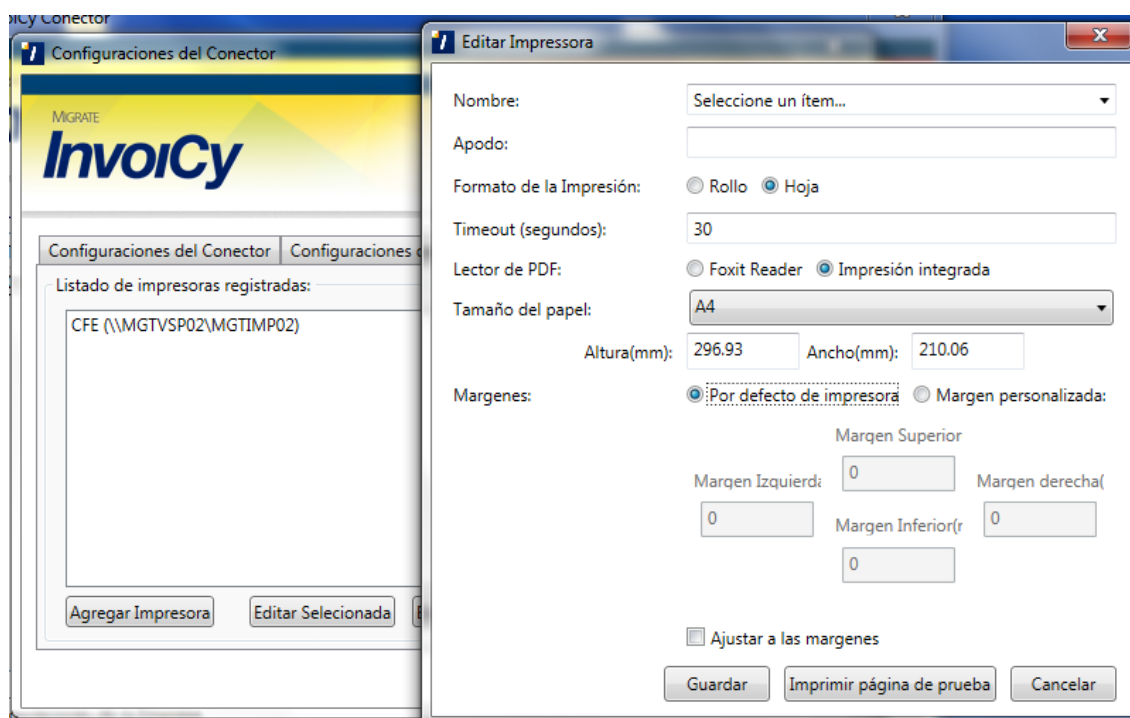 Conector
Configuraciones del Conector
MIGRATE
InvoiCy
Configuraciones del Conector
Configuraciones
Listado de impresoras registradas:
CFE (\\MGTVSP02\MGTIMP02)
Agregar Impresora
Editar Selecionada
Editar Impressora
X
Nombre:
Seleccione un ítem...
Apodo:
Formato de la Impresión:
Rollo
Hoja
Timeout (segundos):
30
Lector de PDF:
Foxit Reader
Impresión integrada
Tamaño del papel:
A4
Altura(mm):
296.93
Ancho(mm):
210.06
Margenes:
Por defecto de impresora
Margen personalizada:
Margen Superior
0
Margen Izquierda
0
Margen derecha(
0
Margen Inferior(
0
Ajustar a las margenes
Guardar
Imprimir página de prueba
Cancelar